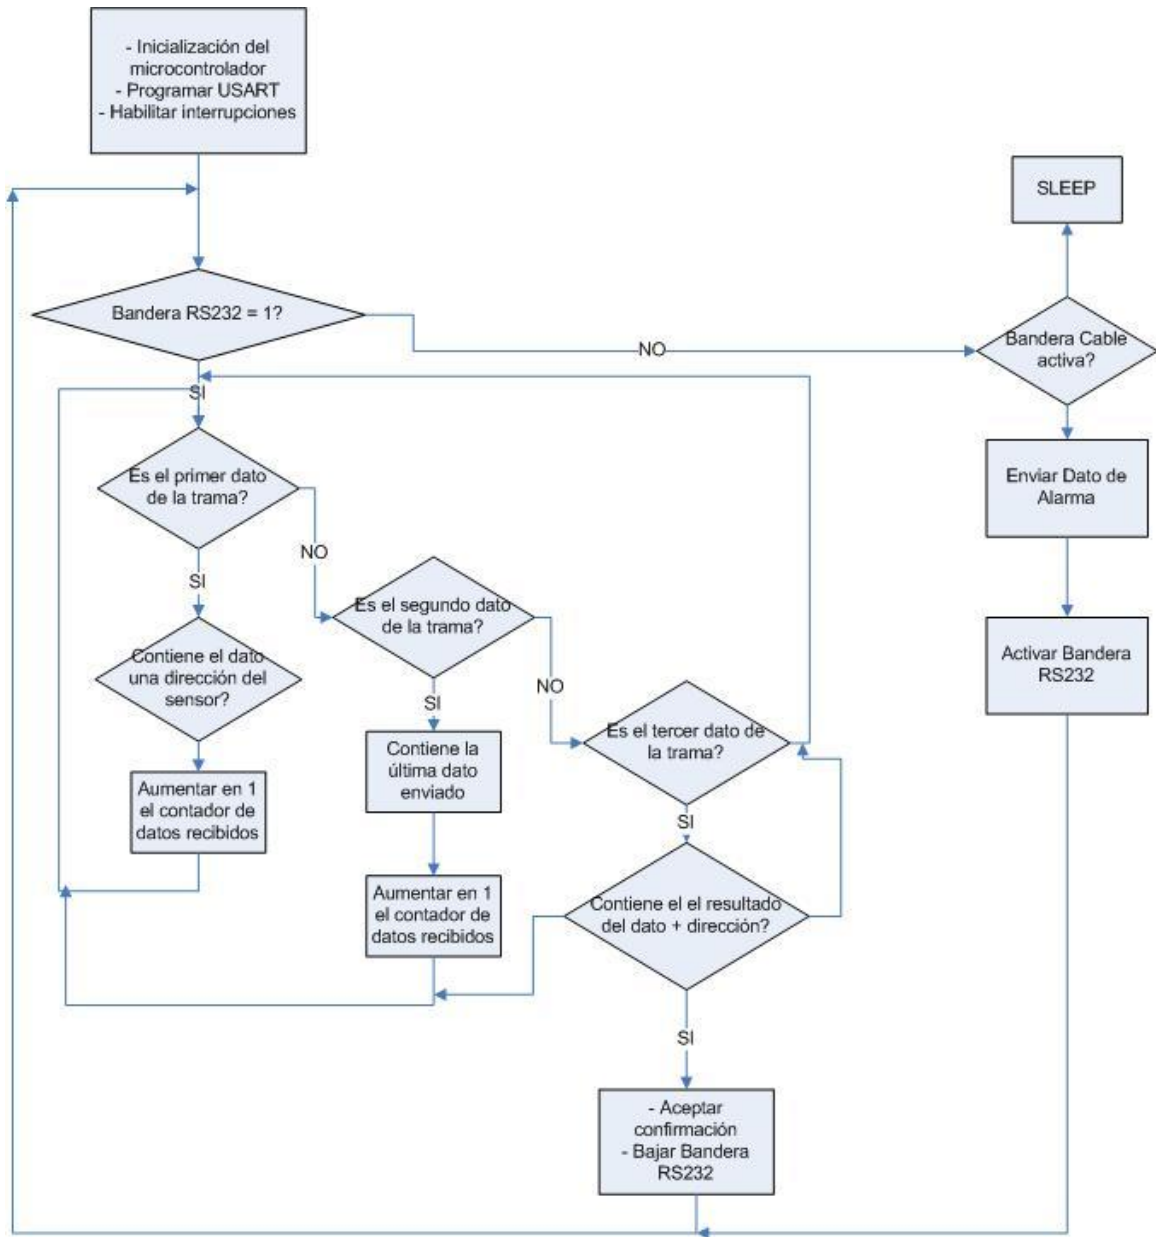 - Inicialización del
microcontrolador
- Programar USART
- Habilitar interrupciones
SLEEP
Bandera RS232 = 1?
NO
Bandera Cable
activa?
SI
Es el primer dato
de la trama?
Enviar Dato de
Alarma
NO
SI
Es el segundo dato
de la trama?
Contiene el dato
una dirección del
sensor?
Activar Bandera
RS232
NO
SI
Es el tercer dato de
la trama?
Contiene la
última dato
enviado
Aumentar en 1
el contador de
datos recibidos
SI
Aumentar en 1
el contador de
datos recibidos
Contiene el el resultado
del dato + dirección?
SI
- Aceptar
confirmación
- Bajar Bandera
RS232